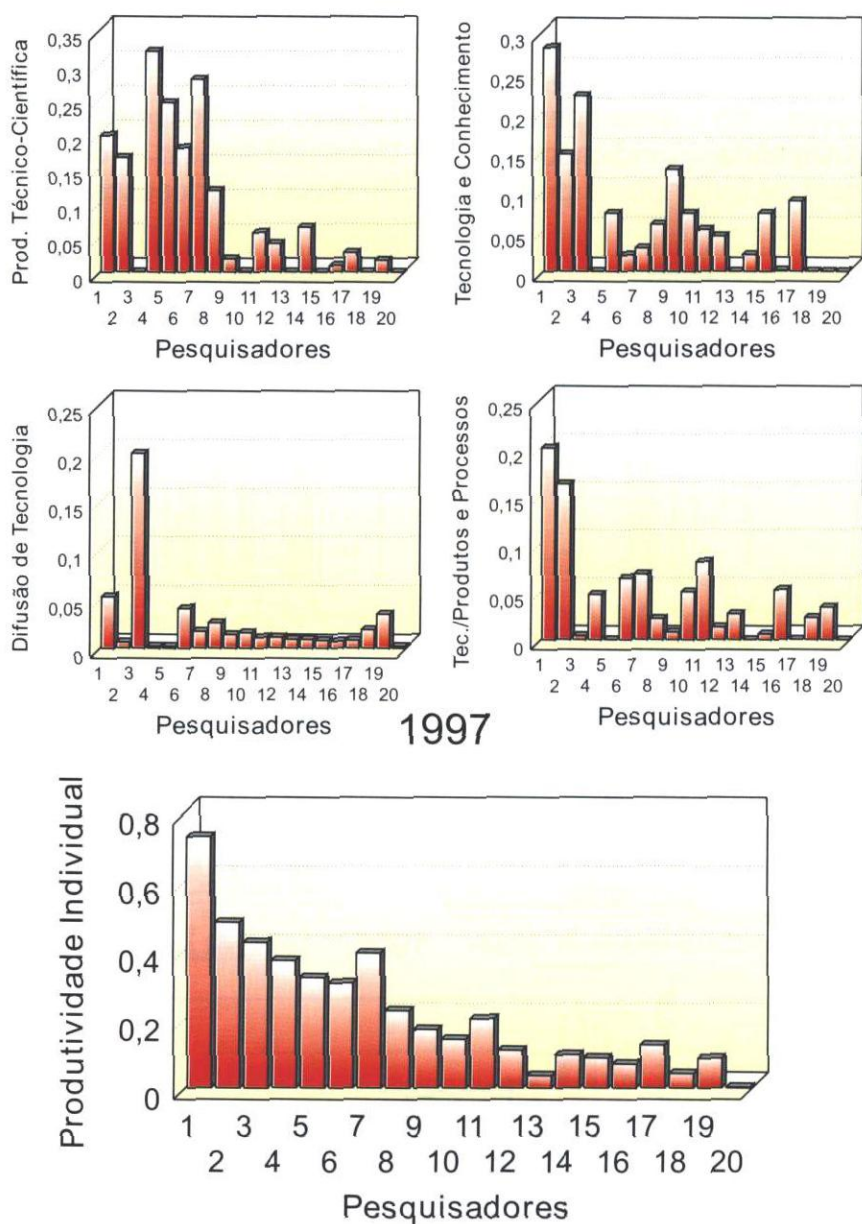 Prod. Técnico-Científica
0,35
0,3
0,25
0,2
0,15
0,1
0,05
0
1 3 5 7 9 11 13 15 17 19
2 4 6 8 10 12 14 16 18 20
Pesquisadores
Tecnologia e Conhecimento
0,3
0,25
0,2
0,15
0,1
0,05
0
1 3 5 7 9 11 13 15 17 19
2 4 6 8 10 12 14 16 18 20
Pesquisadores
Difusão de Tecnologia
0,25
0,2
0,15
0,1
0,05
0
1 3 5 7 9 11 13 15 17 19
2 4 6 8 10 12 14 16 18 20
Pesquisadores
Tec./Produtos e Processos
0,25
0,2
0,15
0,1
0,05
0
1 3 5 7 9 11 13 15 17 19
2 4 6 8 10 12 14 16 18 20
Pesquisadores
1997
Produtividade Individual
0,8
0,6
0,4
0,2
0
1 3 5 7 9 11 13 15 17 19
2 4 6 8 10 12 14 16 18 20
Pesquisadores